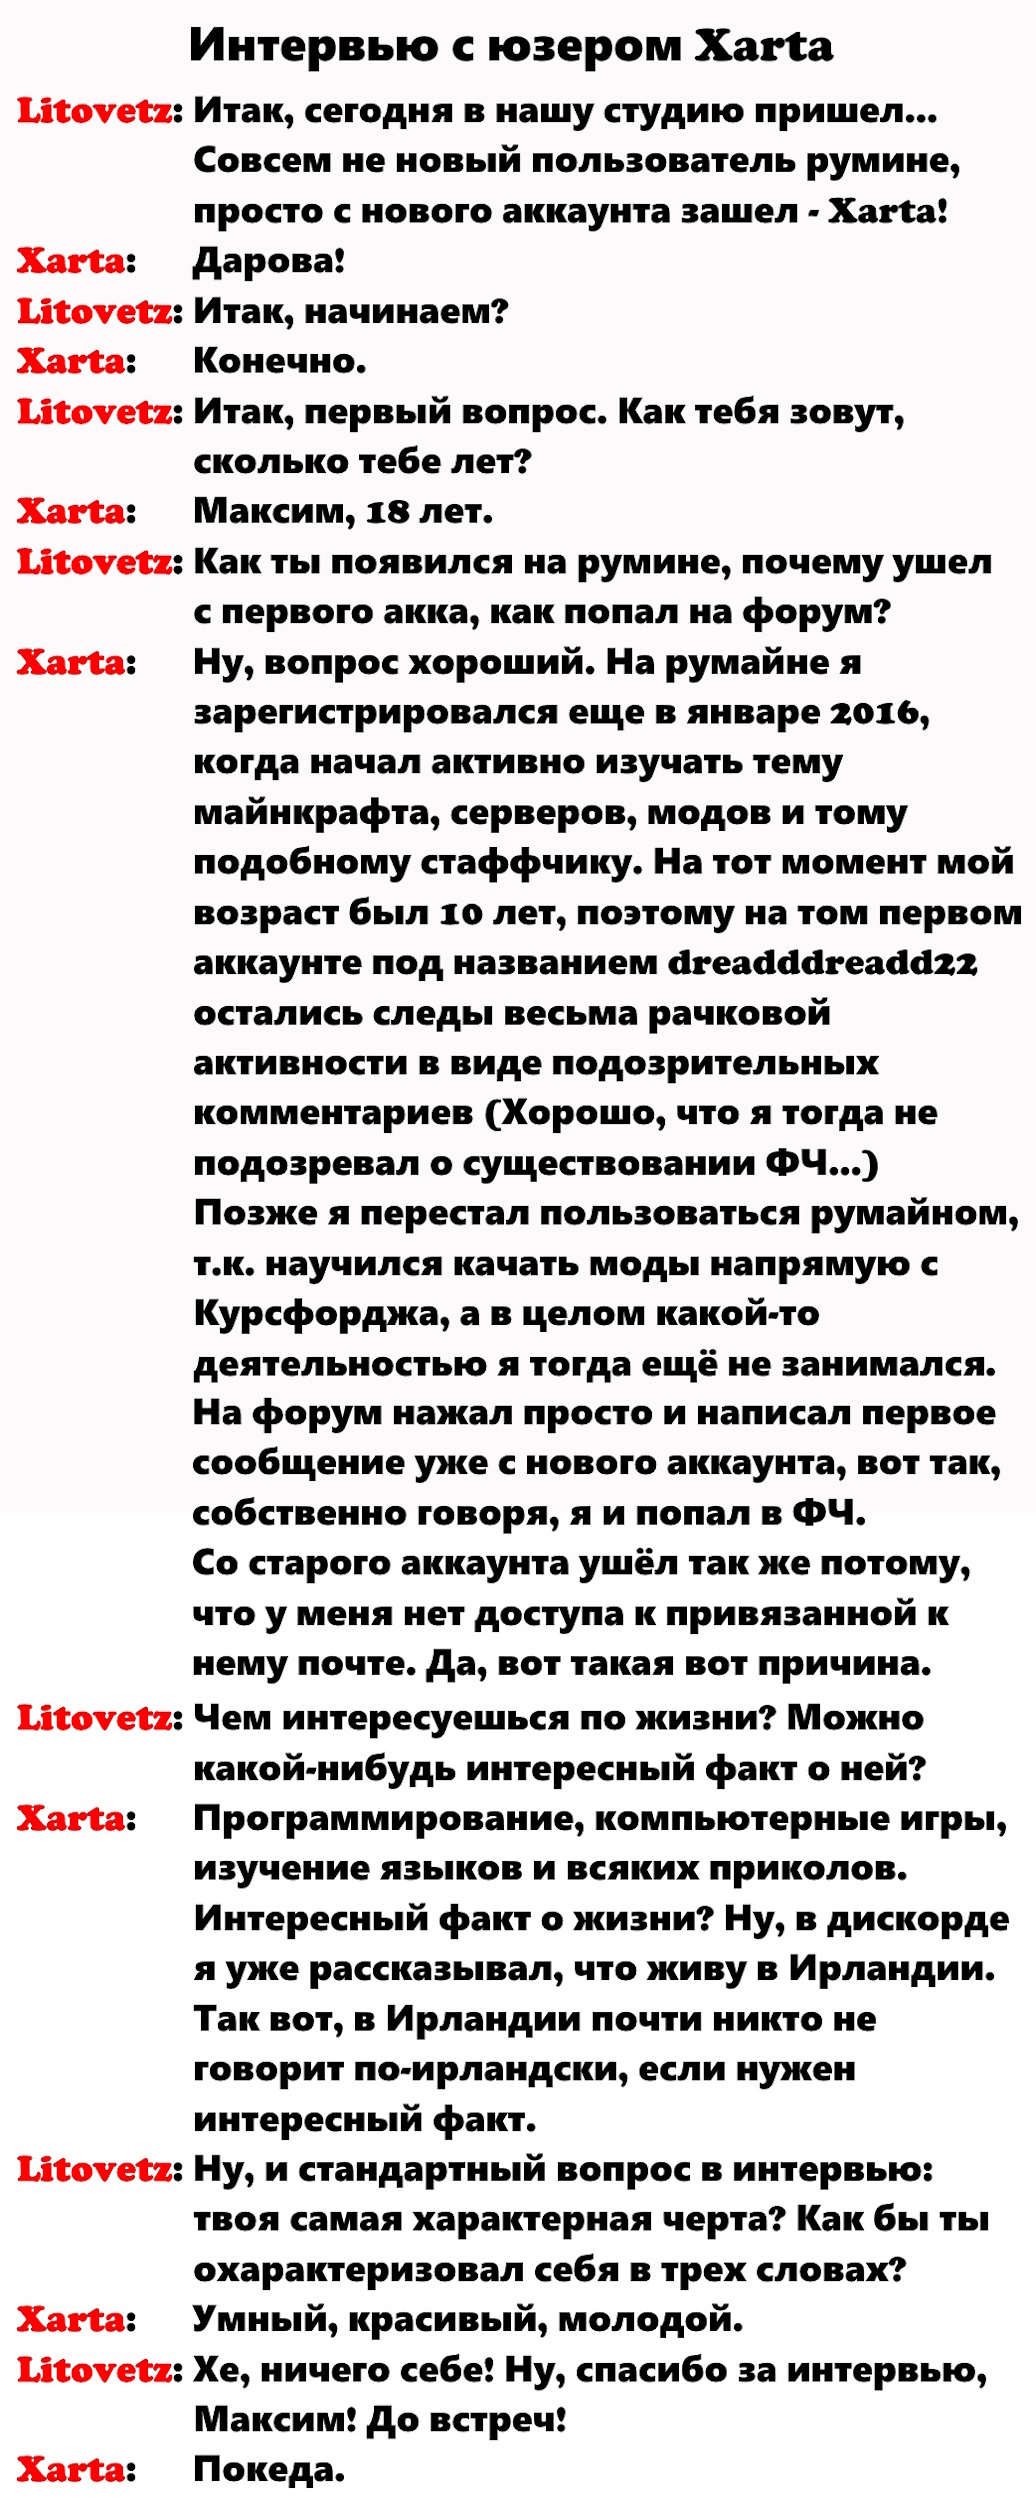 Интервью с юзером Xarta
Litovetz: Итак, сегодня в нашу студию пришел...
Совсем не новый пользователь румине,
просто с нового аккаунта зашел - Xarta!
Xarta: Дарова!
Litovetz: Итак, начинаем?
Xarta: Конечно.
Litovetz: Итак, первый вопрос. Как тебя зовут,
сколько тебе лет?
Xarta: Максим, 18 лет.
Litovetz: Как ты появился на румине, почему ушел
с первого акка, как попал на форум?
Xarta: Ну, вопрос хороший. На румайне я
зарегистрировался еще в январе 2016,
когда начал активно изучать тему
майнкрафта, серверов, модов и тому
подобному стаффчику. На тот момент мой
возраст был 10 лет, поэтому на том первом
аккаунте под названием dreadddreadd22
остались следы весьма рачковой
активности в виде подозрительных
комментариев (Хорошо, что я тогда не
подозревал о существовании ФЧ...)
Позже я перестал пользоваться румайном,
т.к. научился качать моды напрямую с
Курсфорджа, а в целом какой-то
деятельностью я тогда ещё не занимался.
На форум нажал просто и написал первое
сообщение уже с нового аккаунта, вот так,
собственно говоря, я и попал в ФЧ.
Со старого аккаунта ушёл так же потому,
что у меня нет доступа к привязанной к
нему почте. Да, вот такая вот причина.
Litovetz: Чем интересуешься по жизни? Можно
какой-нибудь интересный факт о ней?
Xarta: Программирование, компьютерные игры,
изучение языков и всяких приколов.
Интересный факт о жизни? Ну, в дискорде
я уже рассказывал, что живу в Ирландии.
Так вот, в Ирландии почти никто не
говорит по-ирландски, если нужен
интересный факт.
Litovetz: Ну, и стандартный вопрос в интервью:
твоя самая характерная черта? Как бы ты
охарактеризовал себя в трех словах?
Xarta: Умный, красивый, молодой.
Litovetz: Хе, ничего себе! Ну, спасибо за интервью,
Максим! До встреч!
Xarta: Покеда.